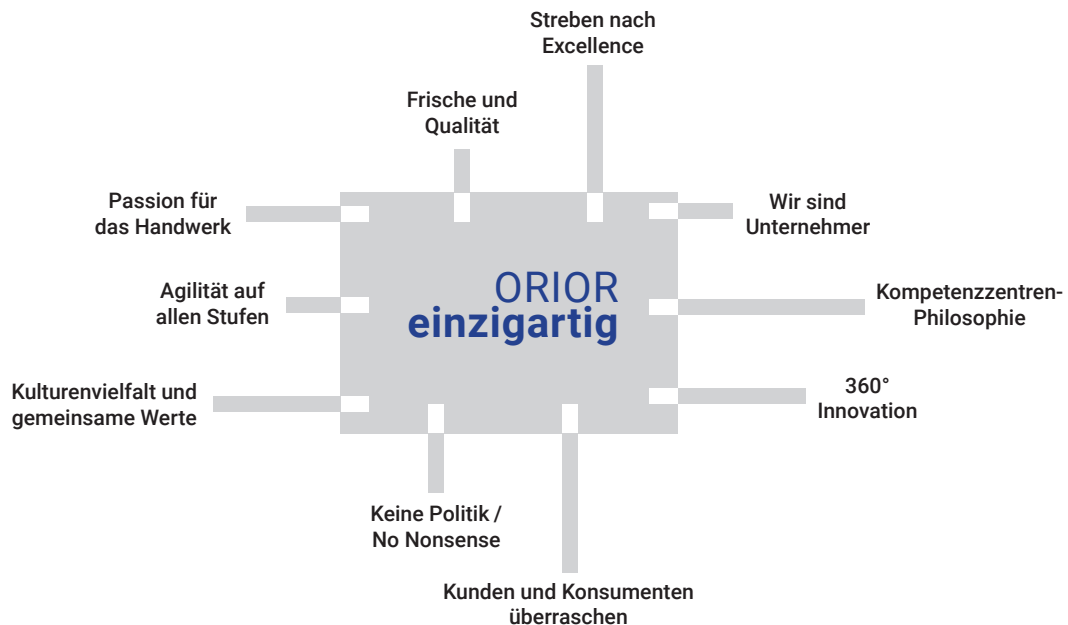 Streben nach
Excellence
Frische und
Qualität
Passion für
das Handwerk
Wir sind
Unternehmer
ORIOR
einzigartig
Agilität auf
allen Stufen
Kompetenzzentren-
Philosophie
Kulturenvielfalt und
gemeinsame Werte
360°
Innovation
Keine Politik /
No Nonsense
Kunden und Konsumenten
überraschen